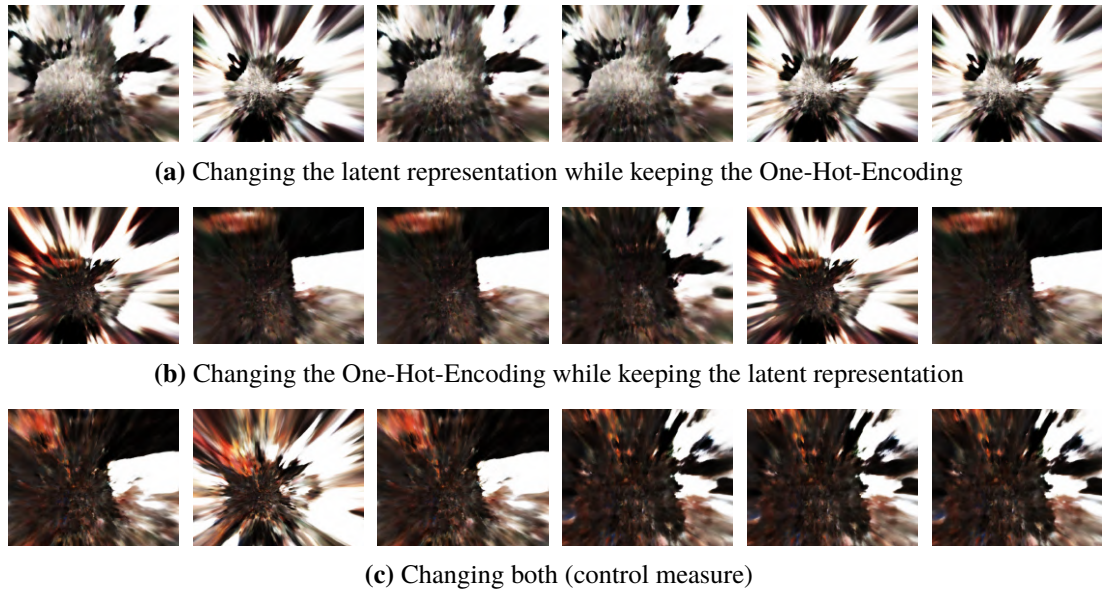 (a) Changing the latent representation while keeping the One-Hot-Encoding
(b) Changing the One-Hot-Encoding while keeping the latent representation
(c) Changing both (control measure)